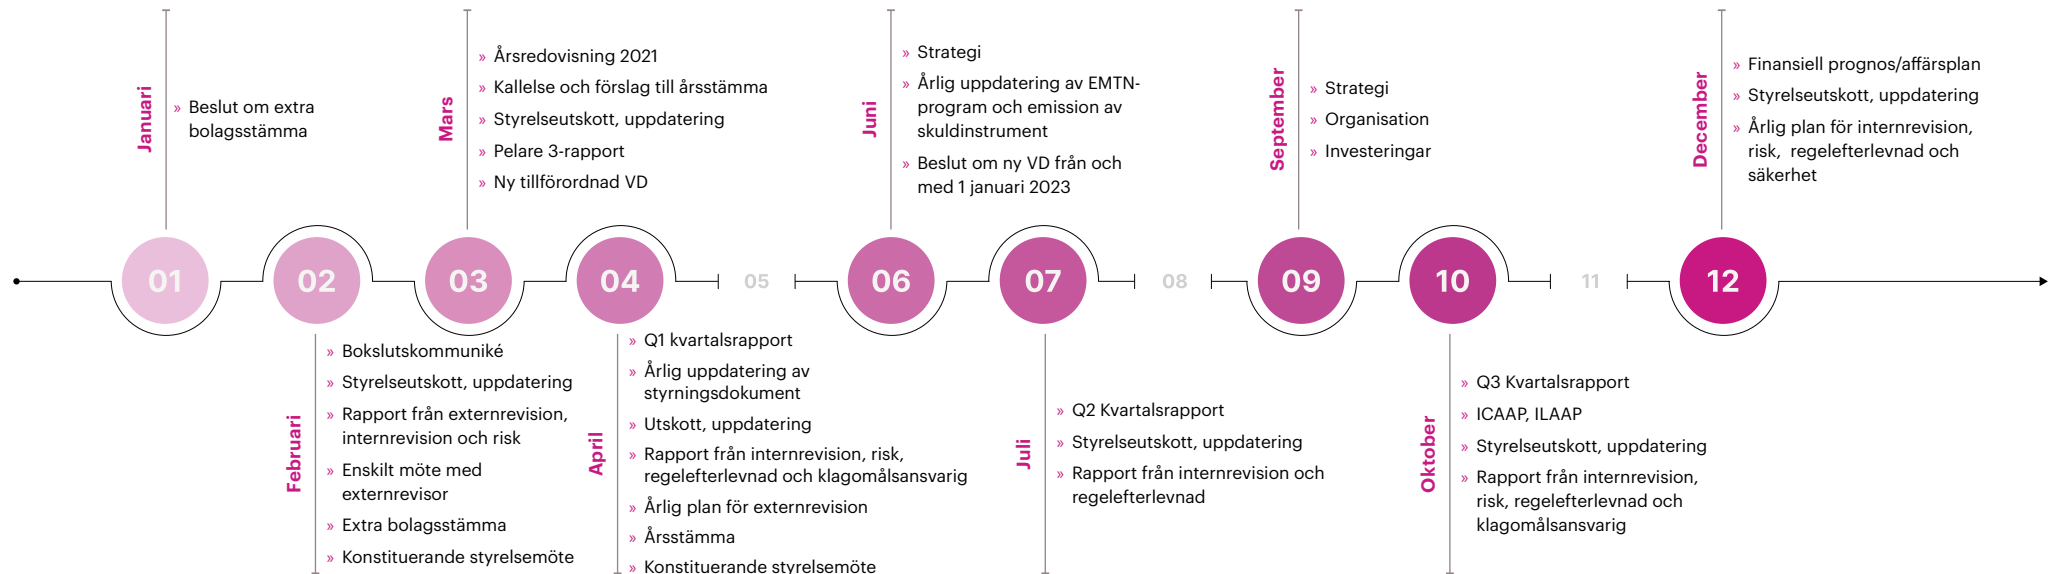 Januari
» Beslut om extra
bolagsstämma
Mars
» Årsredovisning 2021
» Kallelse och förslag till årsstämma
» Styrelseutskott, uppdatering
» Pelare 3-rapport
» Ny tillförordnad VD
Juni
» Strategi
» Årlig uppdatering av EMTN-
program och emission av
skuldinstrument
» Beslut om ny VD från och
med 1 januari 2023
September
» Strategi
» Organisation
» Investeringar
December
» Finansiell prognos/affärsplan
» Styrelseutskott, uppdatering
» Årlig plan för internrevision,
risk, regelefterlevnad och
säkerhet
01 02 03 04 05 06 07 08 09 10 11 12
Februari
» Bokslutskommuniké
» Styrelseutskott, uppdatering
» Rapport från externrevision,
internrevision och risk
» Enskilt möte med
externrevisor
» Extra bolagsstämma
» Konstituerande styrelsemöte
April
» Q1 kvartalsrapport
» Årlig uppdatering av
styrningsdokument
» Utskott, uppdatering
» Rapport från internrevision, risk,
regelefterlevnad och klagomålsansvarig
» Årlig plan för externrevision
» Årsstämma
» Konstituerande styrelsemöte
Juli
» Q2 Kvartalsrapport
» Styrelseutskott, uppdatering
» Rapport från internrevision och
regelefterlevnad
Oktober
» Q3 Kvartalsrapport
» ICAAP, ILAAP
» Styrelseutskott, uppdatering
» Rapport från internrevision,
risk, regelefterlevnad och
klagomålsansvarig